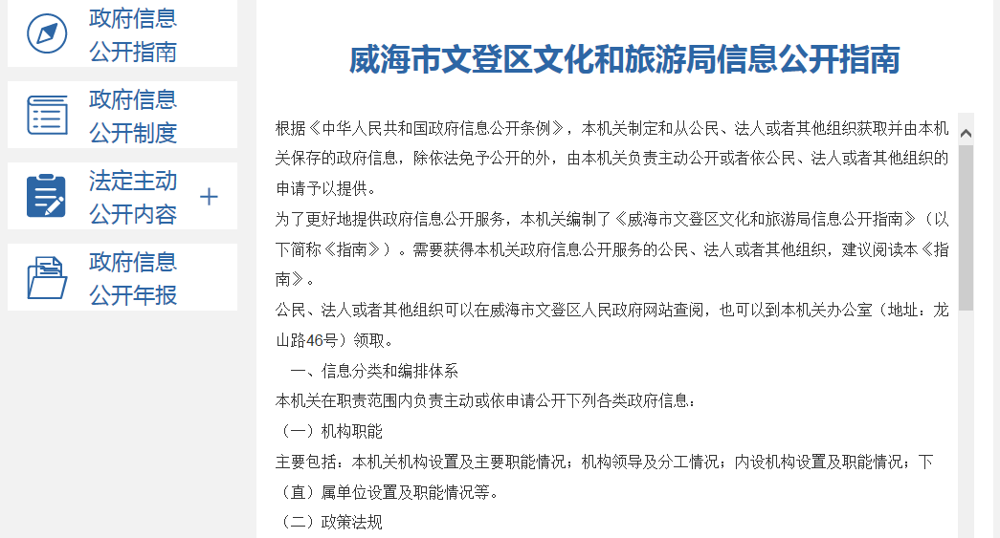 政府信息
公开指南
政府信息
公开制度
法定主动
公开内容
政府信息
公开年报
威海市文登区文化和旅游局信息公开指南
根据《中华人民共和国政府信息公开条例》，本机关制定和从公民、法人或者其他组织获取并由本机
关保存的政府信息，除依法免予公开的外，由本机关负责主动公开或者依公民、法人或者其他组织的
申请予以提供。
为了更好地提供政府信息公开服务，本机关编制了《威海市文登区文化和旅游局信息公开指南》（以
下简称《指南》）。需要获得本机关政府信息公开服务的公民、法人或者其他组织，建议阅读本《指
南》。
公民、法人或者其他组织可以在威海市文登区人民政府网站查阅，也可以到本机关办公室（地址：龙
山路46号）领取。
一、信息分类和编排体系
本机关在职责范围内负责主动或依申请公开下列各类政府信息：
（一）机构职能
主要包括：本机关机构设置及主要职能情况；机构领导及分工情况；内设机构设置及职能情况；下
（直）属单位设置及职能情况等。
（二）政策法规